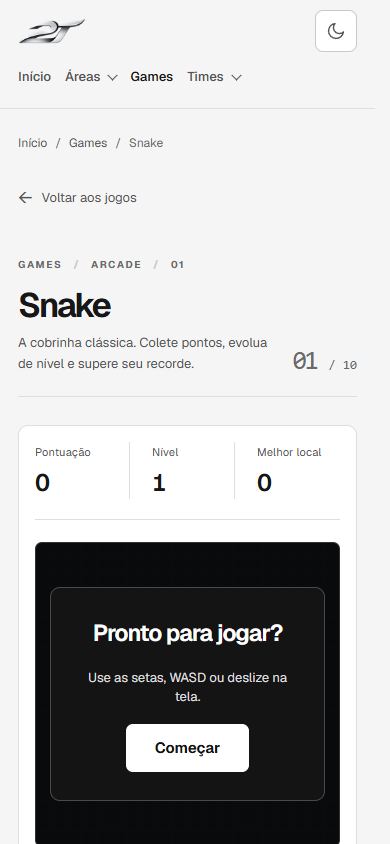 Início Áreas Games Times
Início / Games / Snake
← Voltar aos jogos
GAMES / ARCADE / 01
Snake
A cobrinha clássica. Colete pontos, evolua
de nível e supere seu recorde.
01 / 10
Pontuação Nível Melhor local
0 1 0
Pronto para jogar?
Use as setas, WASD ou deslize na
tela.
Começar